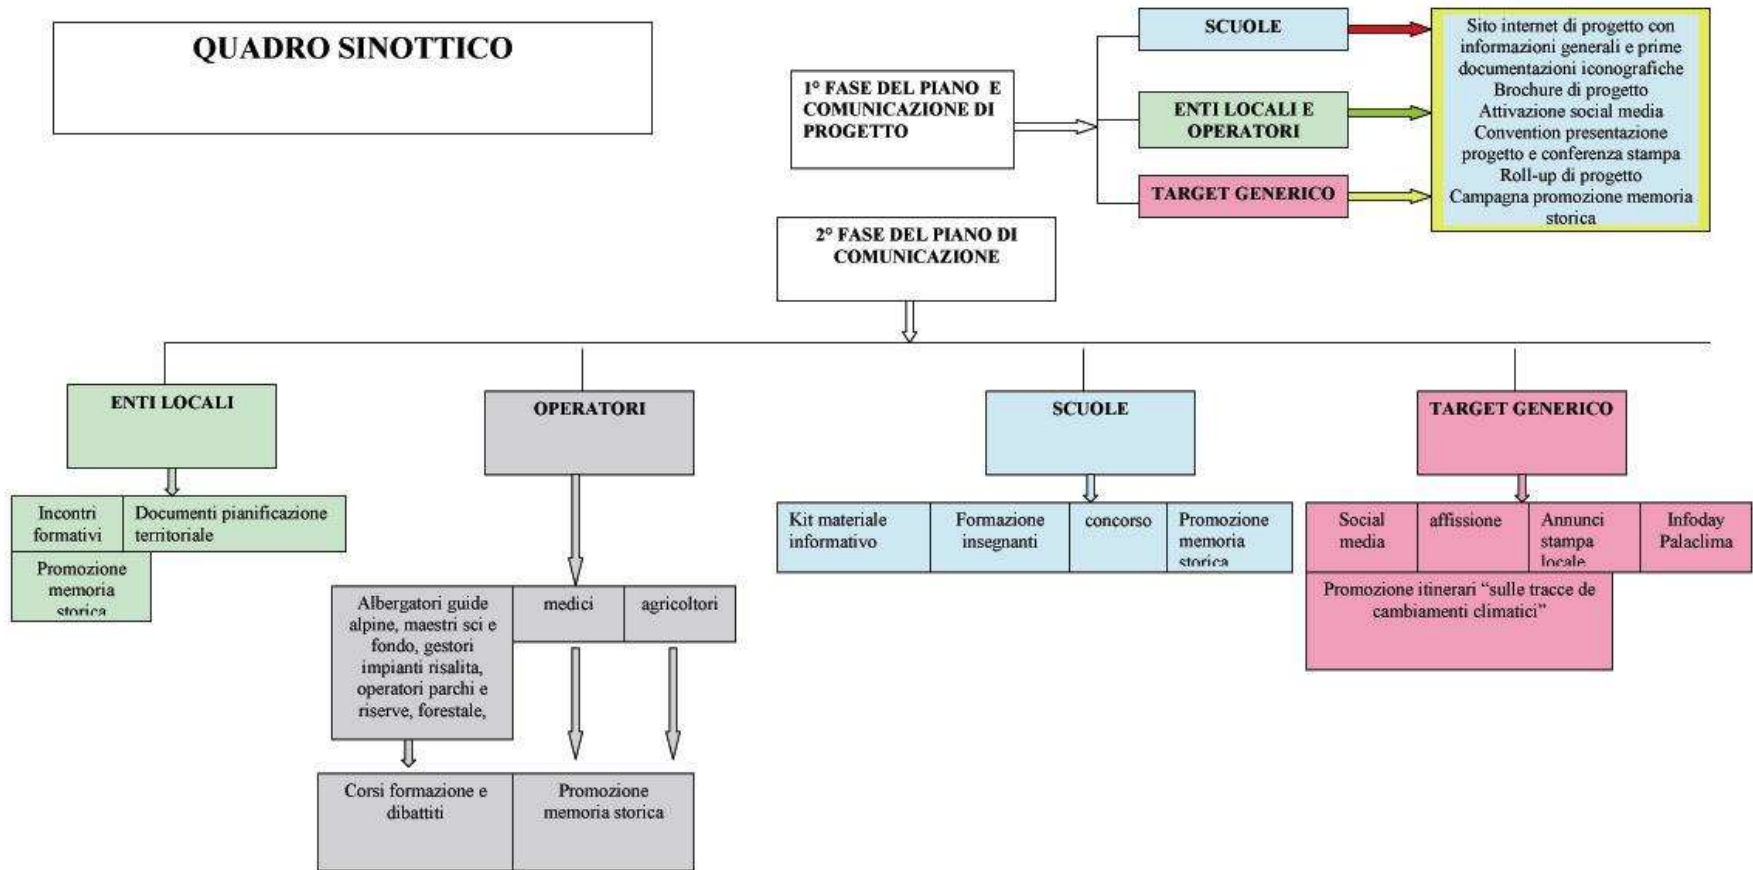 QUADRO SINOTTICO
1° FASE DEL PIANO E
COMUNICAZIONE DI
PROGETTO
SCUOLE
ENTI LOCALI E
OPERATORI
TARGET GENERICO
Sito internet di progetto con
informazioni generali e prime
documentazioni iconografiche
Brochure di progetto
Attivazione social media
Convention presentazione
progetto e conferenza stampa
Roll-up di progetto
Campagna promozione memoria
storica
2° FASE DEL PIANO DI
COMUNICAZIONE
ENTI LOCALI
Incontri
formativi
Documenti pianificazione
territoriale
Promozione
memoria
storica
OPERATORI
Albergatori guide
alpine, maestri sci e
fondo, gestori
impianti risalita,
operatori parchi e
riserve, forestale,
medici
agricoltori
Corsi formazione e
dibattiti
Promozione
memoria storica
SCUOLE
Kit materiale
informativo
Formazione
insegnanti
concorso
Promozione
memoria
storica
TARGET GENERICO
Social
media
affissione
Annunci
stampa
locale
Infoday
Palaclima
Promozione itinerari “sulle tracce de
cambiamenti climatici”